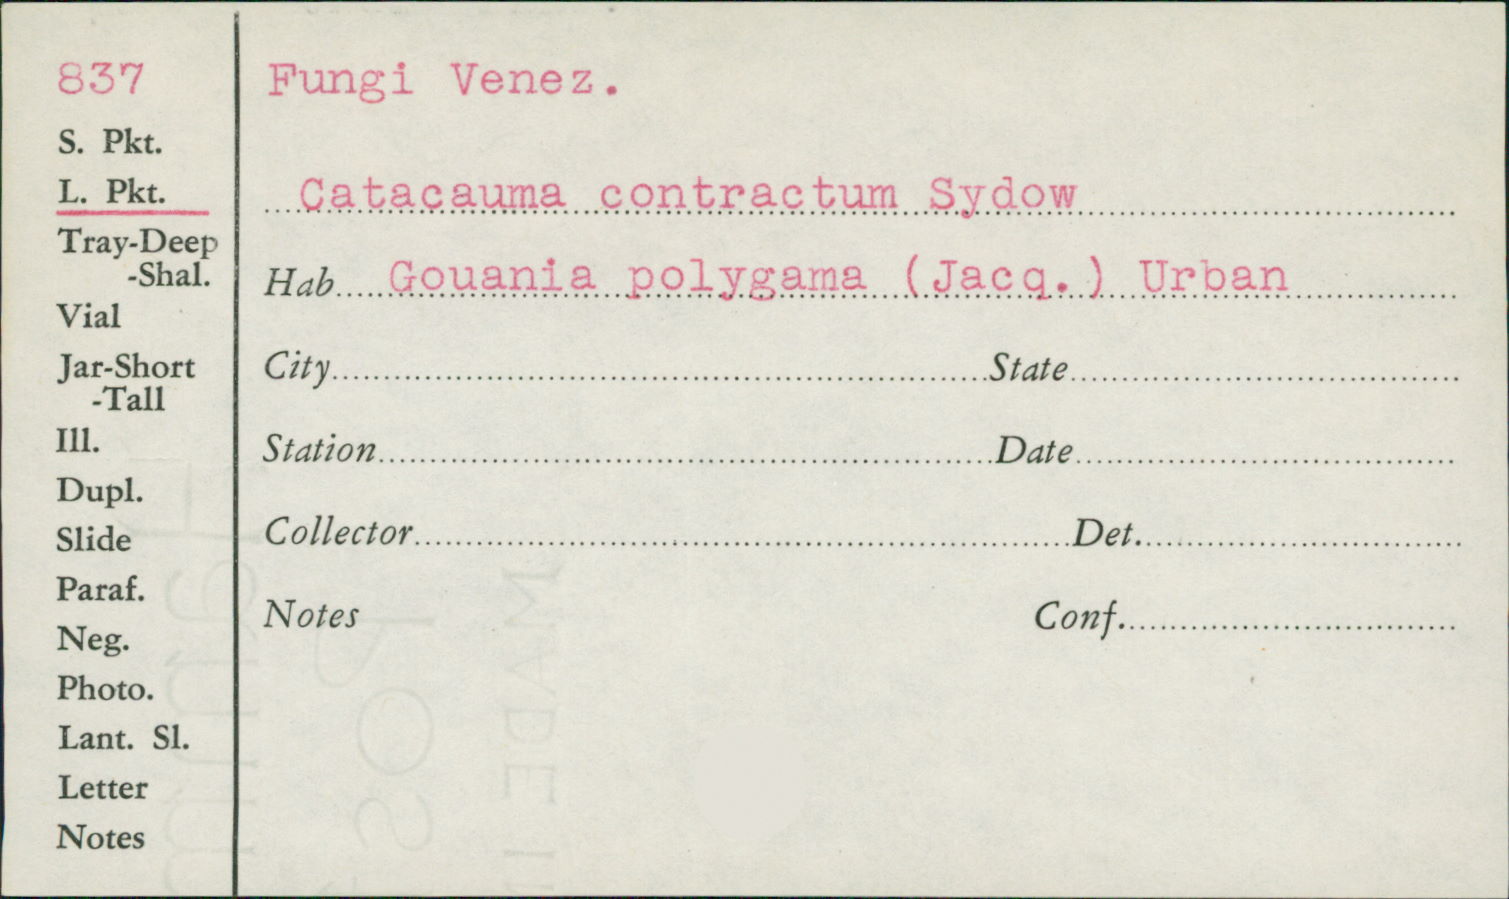 837
S. Pkt.
L. Pkt.
Tray-Deep
-Shal.
Vial
Jar-Short
-Tall
Ill.
Dupl.
Slide
Paraf.
Neg.
Photo.
Lant. Sl.
Letter
Notes
Fungi Venez.
Catacauma contractum Sydow
Hab Gouania polygama (Jacq.) Urban
City State
Station Date
Collector Det.
Notes Conf.